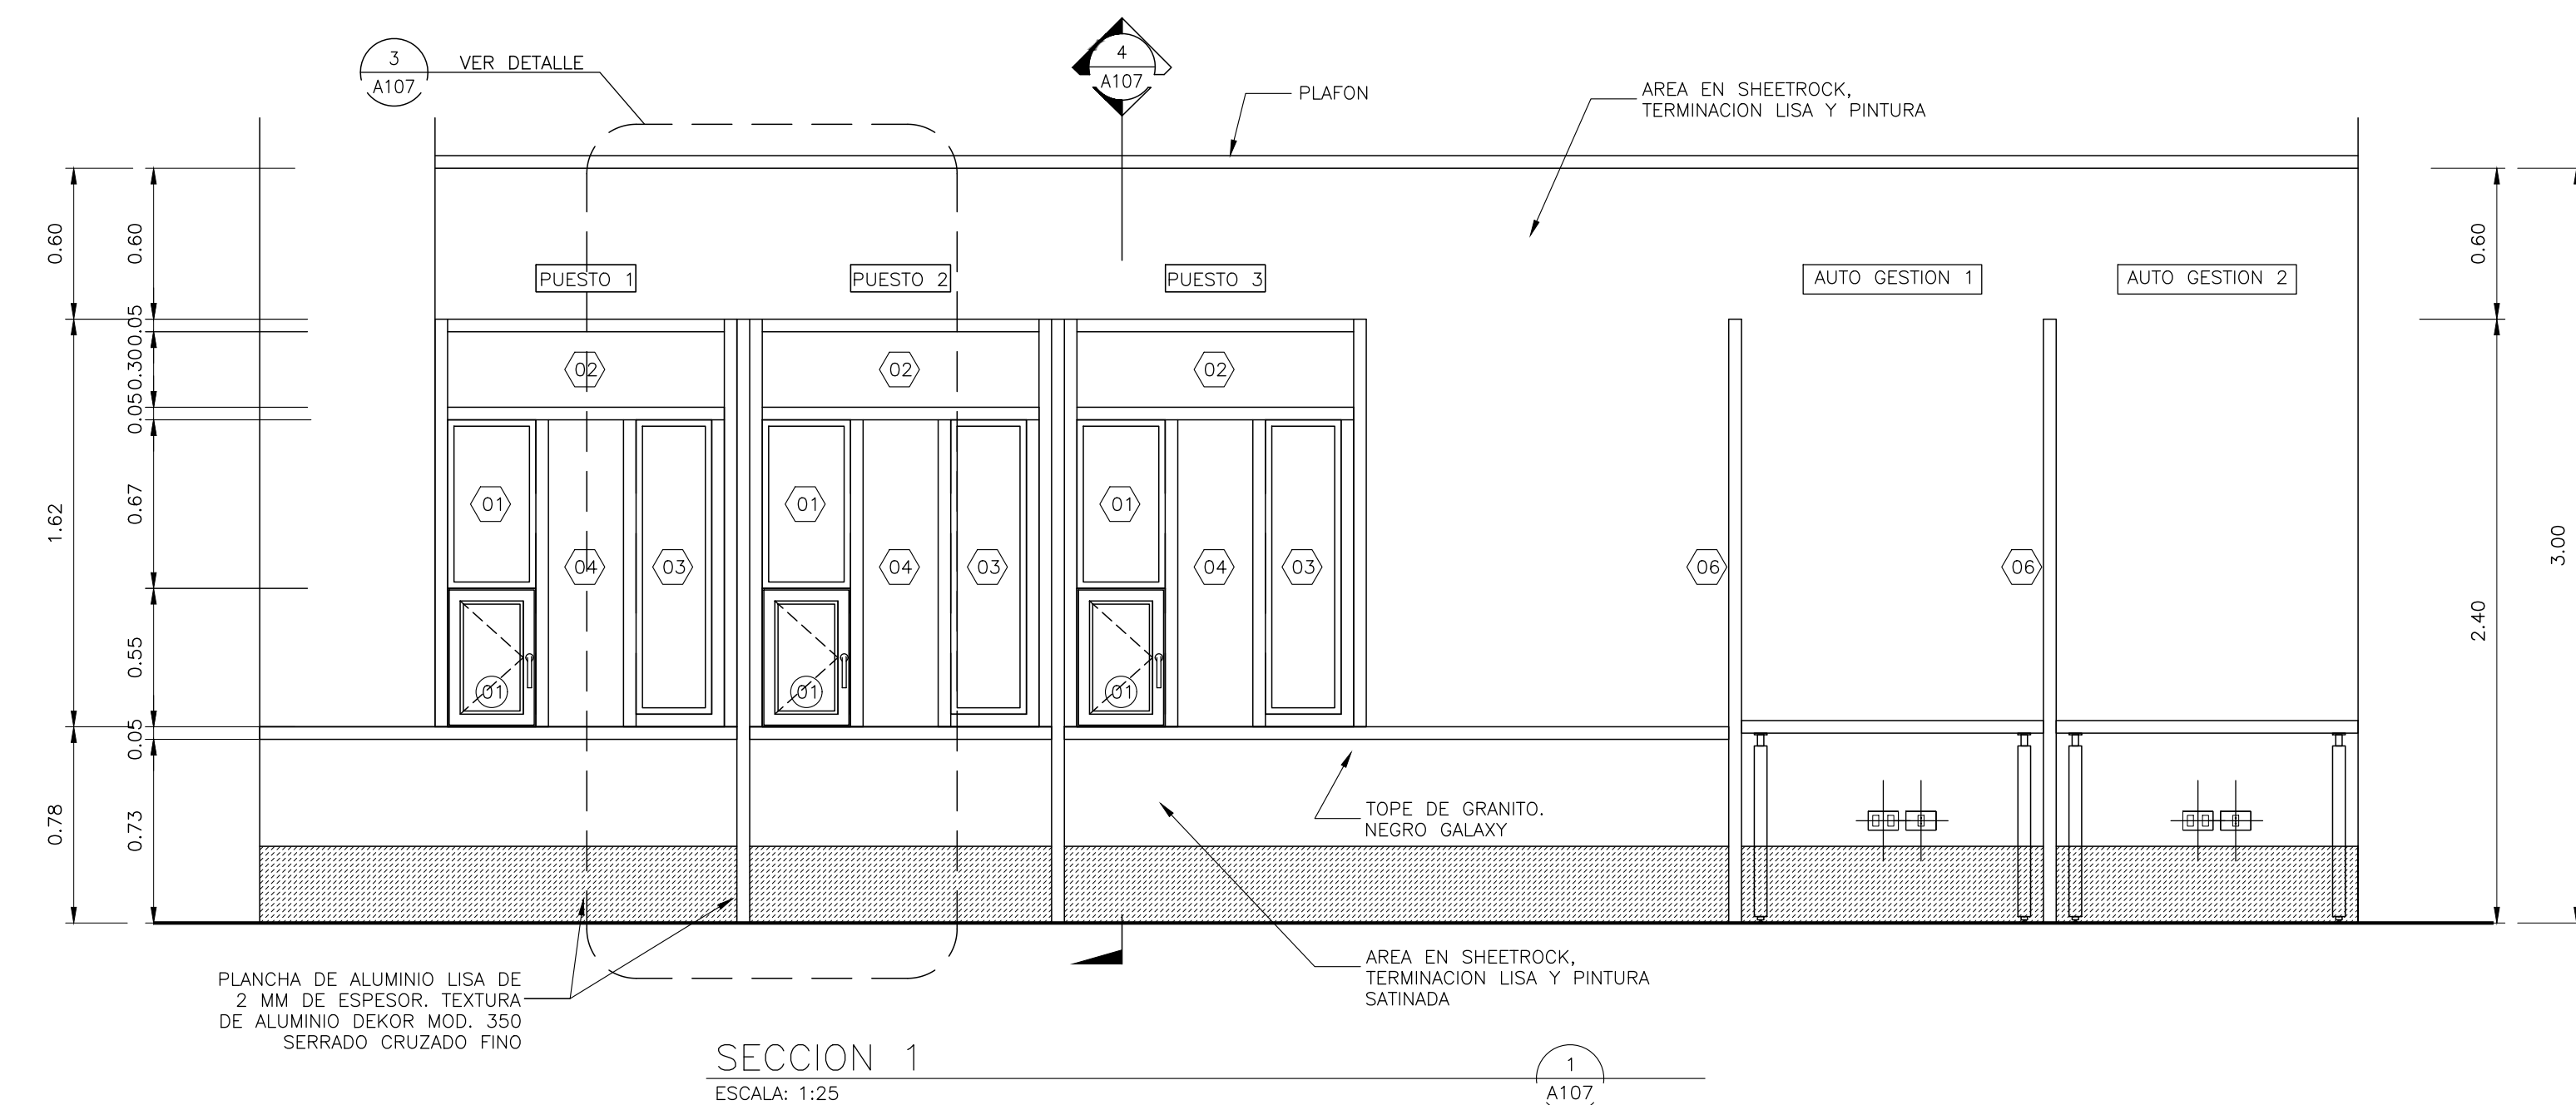 3
A107
VER DETALLE
4
A107
PLAFON
AREA EN SHEETROCK,
TERMINACION LISA Y PINTURA
PUESTO 1
PUESTO 2
PUESTO 3
AUTO GESTION 1
AUTO GESTION 2
0.60
1.62
0.78
0.60
0.05
0.30
0.05
0.67
0.55
0.05
0.73
02
02
02
01
04
03
01
01
04
03
01
01
04
03
01
06
06
0.60
2.40
3.00
TOPE DE GRANITO.
NEGRO GALAXY
AREA EN SHEETROCK,
TERMINACION LISA Y PINTURA
SATINADA
PLANCHA DE ALUMINIO LISA DE
2 MM DE ESPESOR. TEXTURA
DE ALUMINIO DEKOR MOD. 350
SERRADO CRUZADO FINO
SECCION 1
ESCALA: 1:25
1
A107